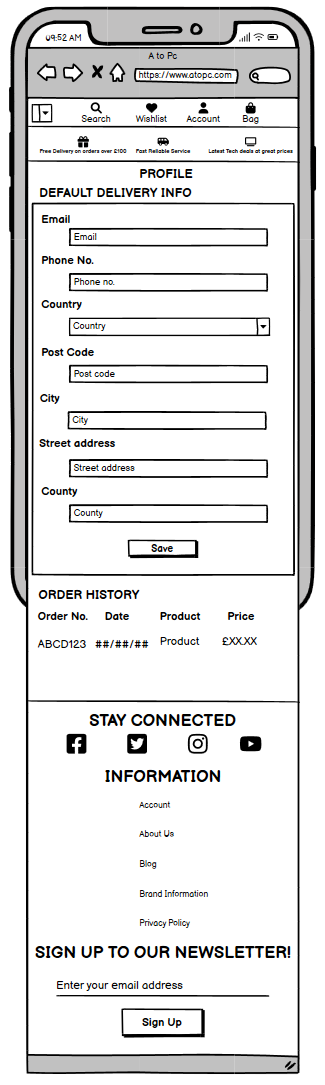 09:52 AM
A to Pc
https://www.atopc.com
Search Wishlist Account Bag
Free Delivery on orders over £100 Fast Reliable Service Latest Tech deals at great prices
PROFILE
DEFAULT DELIVERY INFO
Email
Email
Phone No.
Phone no.
Country
Country
Post Code
Post code
City
City
Street address
Street address
County
County
Save
ORDER HISTORY
Order No. Date Product Price
ABCD123 ##/##/## Product £XX.XX
STAY CONNECTED
INFORMATION
Account
About Us
Blog
Brand Information
Privacy Policy
SIGN UP TO OUR NEWSLETTER!
Enter your email address
Sign Up